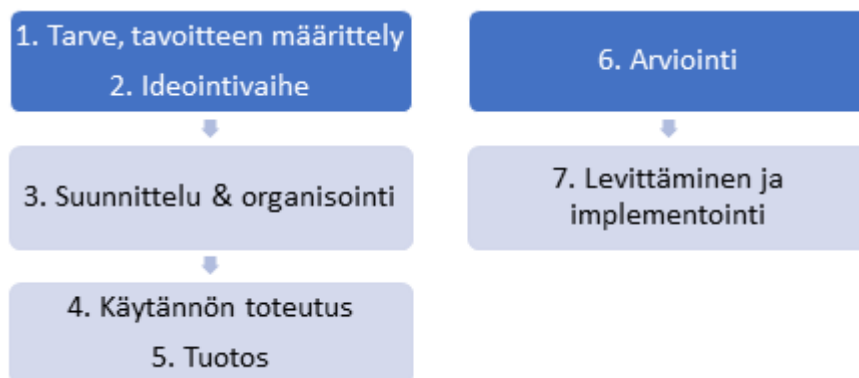 1. Tarve, tavoitteen määrittely
2. Ideointivaihe
3. Suunnittelu & organisointi
4. Käytännön toteutus
5. Tuotos
6. Arviointi
7. Levittäminen ja
implementointi